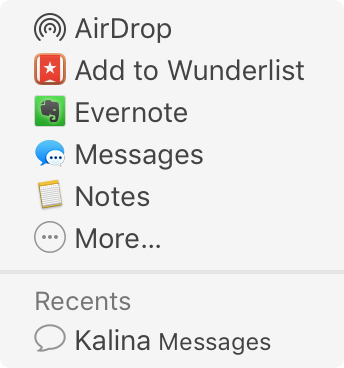 AirDrop
Add to Wunderlist
Evernote
Messages
Notes
More...
Recents
Kalina Messages